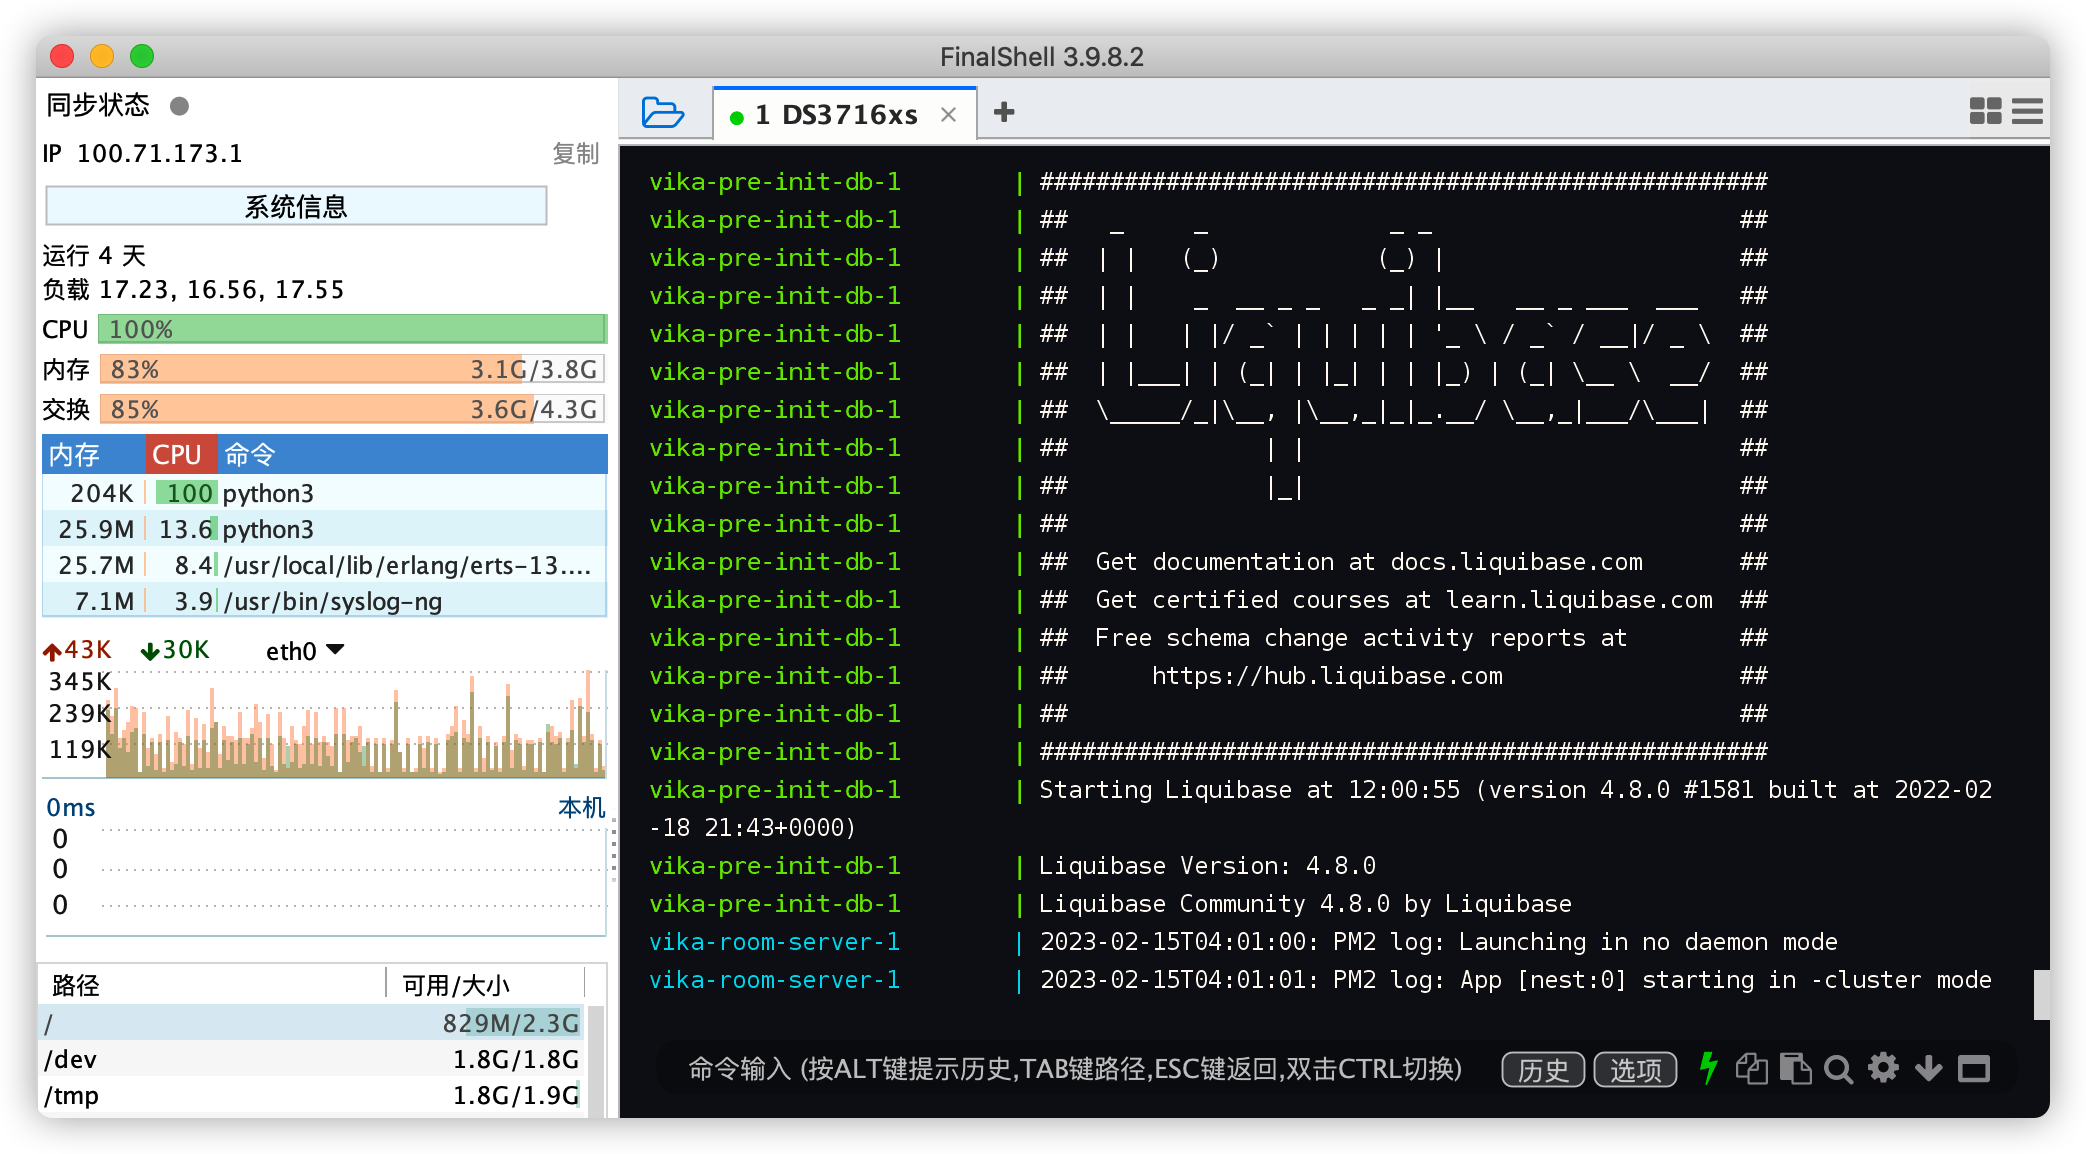 FinalShell 3.9.8.2
同步状态
IP 100.71.173.1 复制
系统信息
运行 4 天
负载 17.23, 16.56, 17.55
CPU 100%
内存 83% 3.1G/3.8G
交换 85% 3.6G/4.3G
内存 CPU 命令
204K 100 python3
25.9M 13.6 python3
25.7M 8.4 /usr/local/lib/erlang/erts-13....
7.1M 3.9 /usr/bin/syslog-ng
43K 30K eth0
345K
239K
119K
0ms 本机
0
0
0
路径 可用/大小
/ 829M/2.3G
/dev 1.8G/1.8G
/tmp 1.8G/1.9G
1 DS3716xs × +
vika-pre-init-db-1 | ####################################################
vika-pre-init-db-1 | ##   _     _             _ _                      ##
vika-pre-init-db-1 | ##  | |   (_)           (_) |                     ##
vika-pre-init-db-1 | ##  | |    _  __ _ _   _ _| |__   __ _ ___  ___   ##
vika-pre-init-db-1 | ##  | |   | |/ _` | | | | | '_ \ / _` / __|/ _ \  ##
vika-pre-init-db-1 | ##  | |___| | (_| | |_| | | |_) | (_| \__ \  __/  ##
vika-pre-init-db-1 | ##  \_____/_|\__, |\__,_|_|_.__/ \__,_|___/\___|  ##
vika-pre-init-db-1 | ##              | |                               ##
vika-pre-init-db-1 | ##              |_|                               ##
vika-pre-init-db-1 | ##                                                ##
vika-pre-init-db-1 | ##  Get documentation at docs.liquibase.com       ##
vika-pre-init-db-1 | ##  Get certified courses at learn.liquibase.com  ##
vika-pre-init-db-1 | ##  Free schema change activity reports at        ##
vika-pre-init-db-1 | ##      https://hub.liquibase.com                 ##
vika-pre-init-db-1 | ##                                                ##
vika-pre-init-db-1 | ####################################################
vika-pre-init-db-1 | Starting Liquibase at 12:00:55 (version 4.8.0 #1581 built at 2022-02
-18 21:43+0000)
vika-pre-init-db-1 | Liquibase Version: 4.8.0
vika-pre-init-db-1 | Liquibase Community 4.8.0 by Liquibase
vika-room-server-1 | 2023-02-15T04:01:00: PM2 log: Launching in no daemon mode
vika-room-server-1 | 2023-02-15T04:01:01: PM2 log: App [nest:0] starting in -cluster mode
命令输入 (按ALT键提示历史,TAB键路径,ESC键返回,双击CTRL切换) 历史 选项